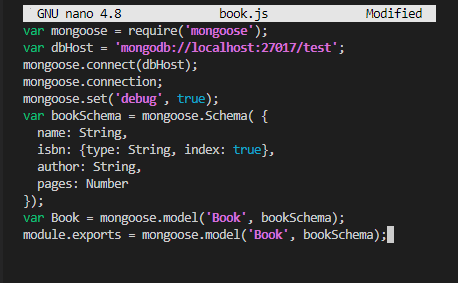 GNU nano 4.8 book.js Modified
var mongoose = require('mongoose');
var dbHost = 'mongodb://localhost:27017/test';
mongoose.connect(dbHost);
mongoose.connection;
mongoose.set('debug', true);
var bookSchema = mongoose.Schema( {
  name: String,
  isbn: {type: String, index: true},
  author: String,
  pages: Number
});
var Book = mongoose.model('Book', bookSchema);
module.exports = mongoose.model('Book', bookSchema);